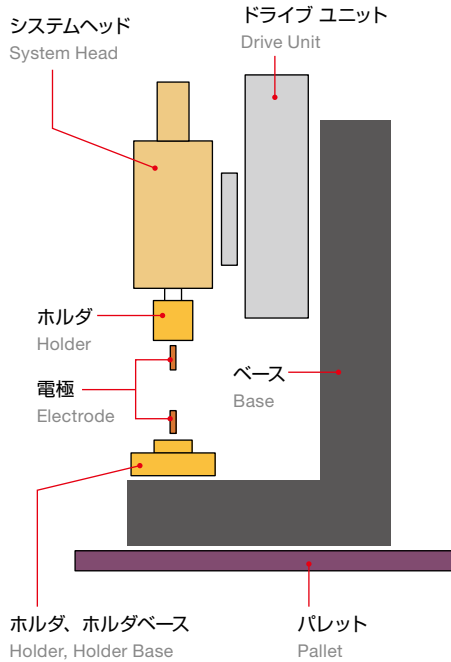 システムヘッド
System Head
ドライブ ユニット
Drive Unit
ホルダ
Holder
電極
Electrode
ベース
Base
ホルダ、ホルダベース
Holder, Holder Base
パレット
Pallet